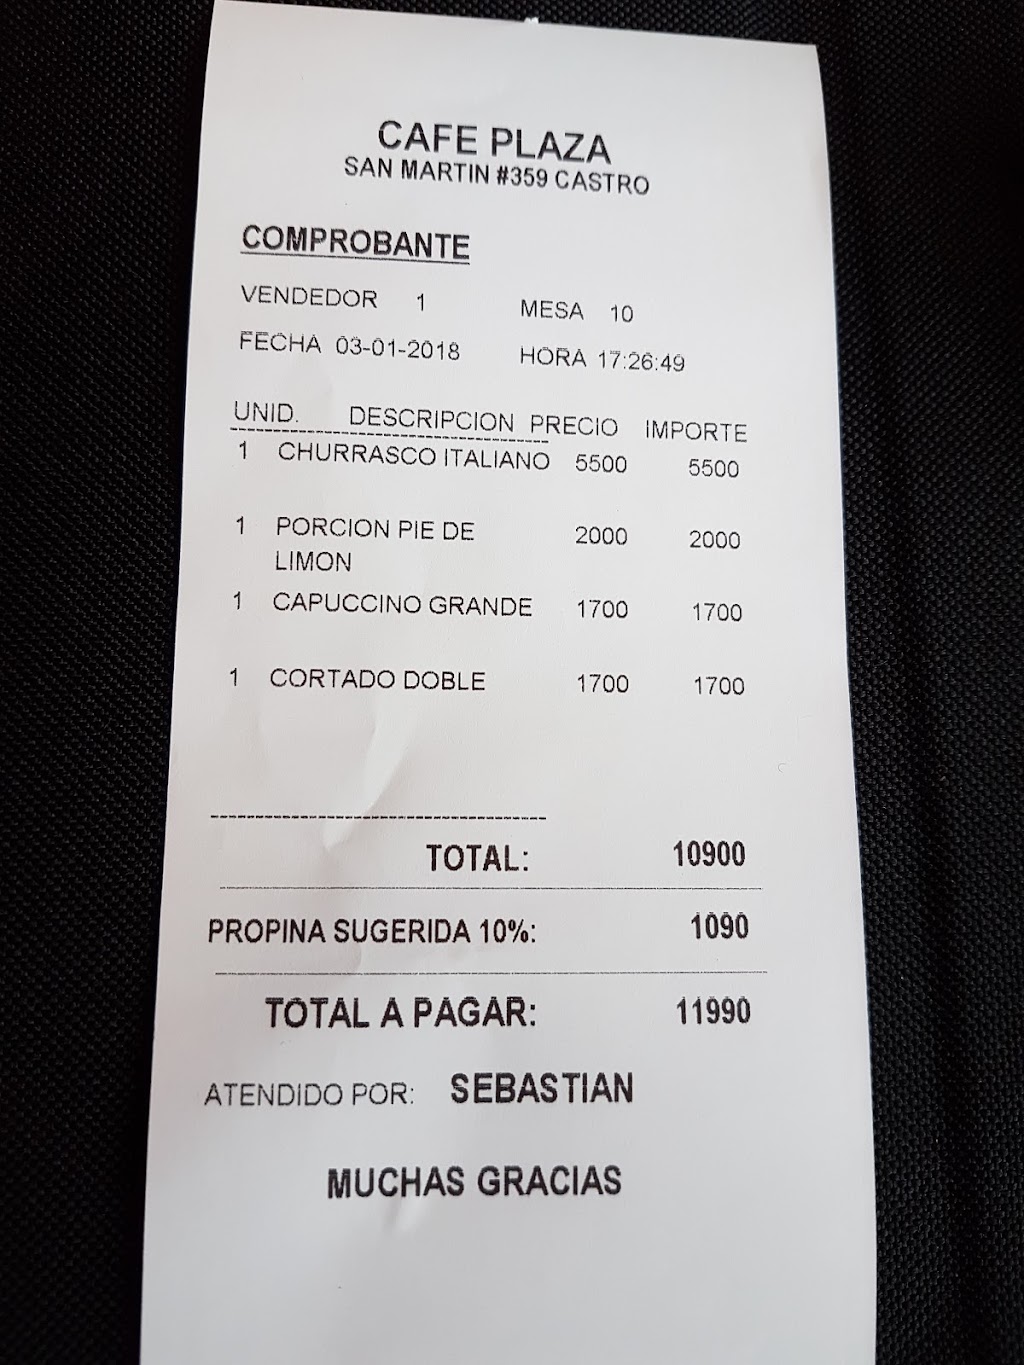 CAFE PLAZA
SAN MARTIN #359 CASTRO
COMPROBANTE
VENDEDOR 1 MESA 10
FECHA 03-01-2018 HORA 17:26:49
UNID. DESCRIPCION PRECIO IMPORTE
1 CHURRASCO ITALIANO 5500 5500
1 PORCION PIE DE 2000 2000
LIMON
1 CAPUCCINO GRANDE 1700 1700
1 CORTADO DOBLE 1700 1700
TOTAL: 10900
PROPINA SUGERIDA 10%: 1090
TOTAL A PAGAR: 11990
ATENDIDO POR: SEBASTIAN
MUCHAS GRACIAS